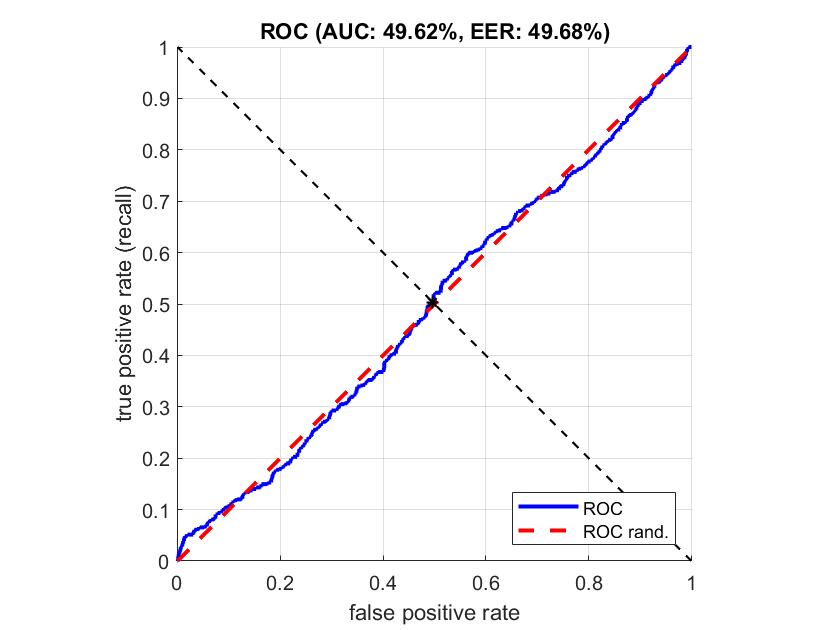 ROC (AUC: 49.62%, EER: 49.68%)
1
0.9
0.8
0.7
0.6
0.5
0.4
0.3
0.2
0.1
0
true positive rate (recall)
ROC
ROC rand.
0 0.2 0.4 0.6 0.8 1
false positive rate